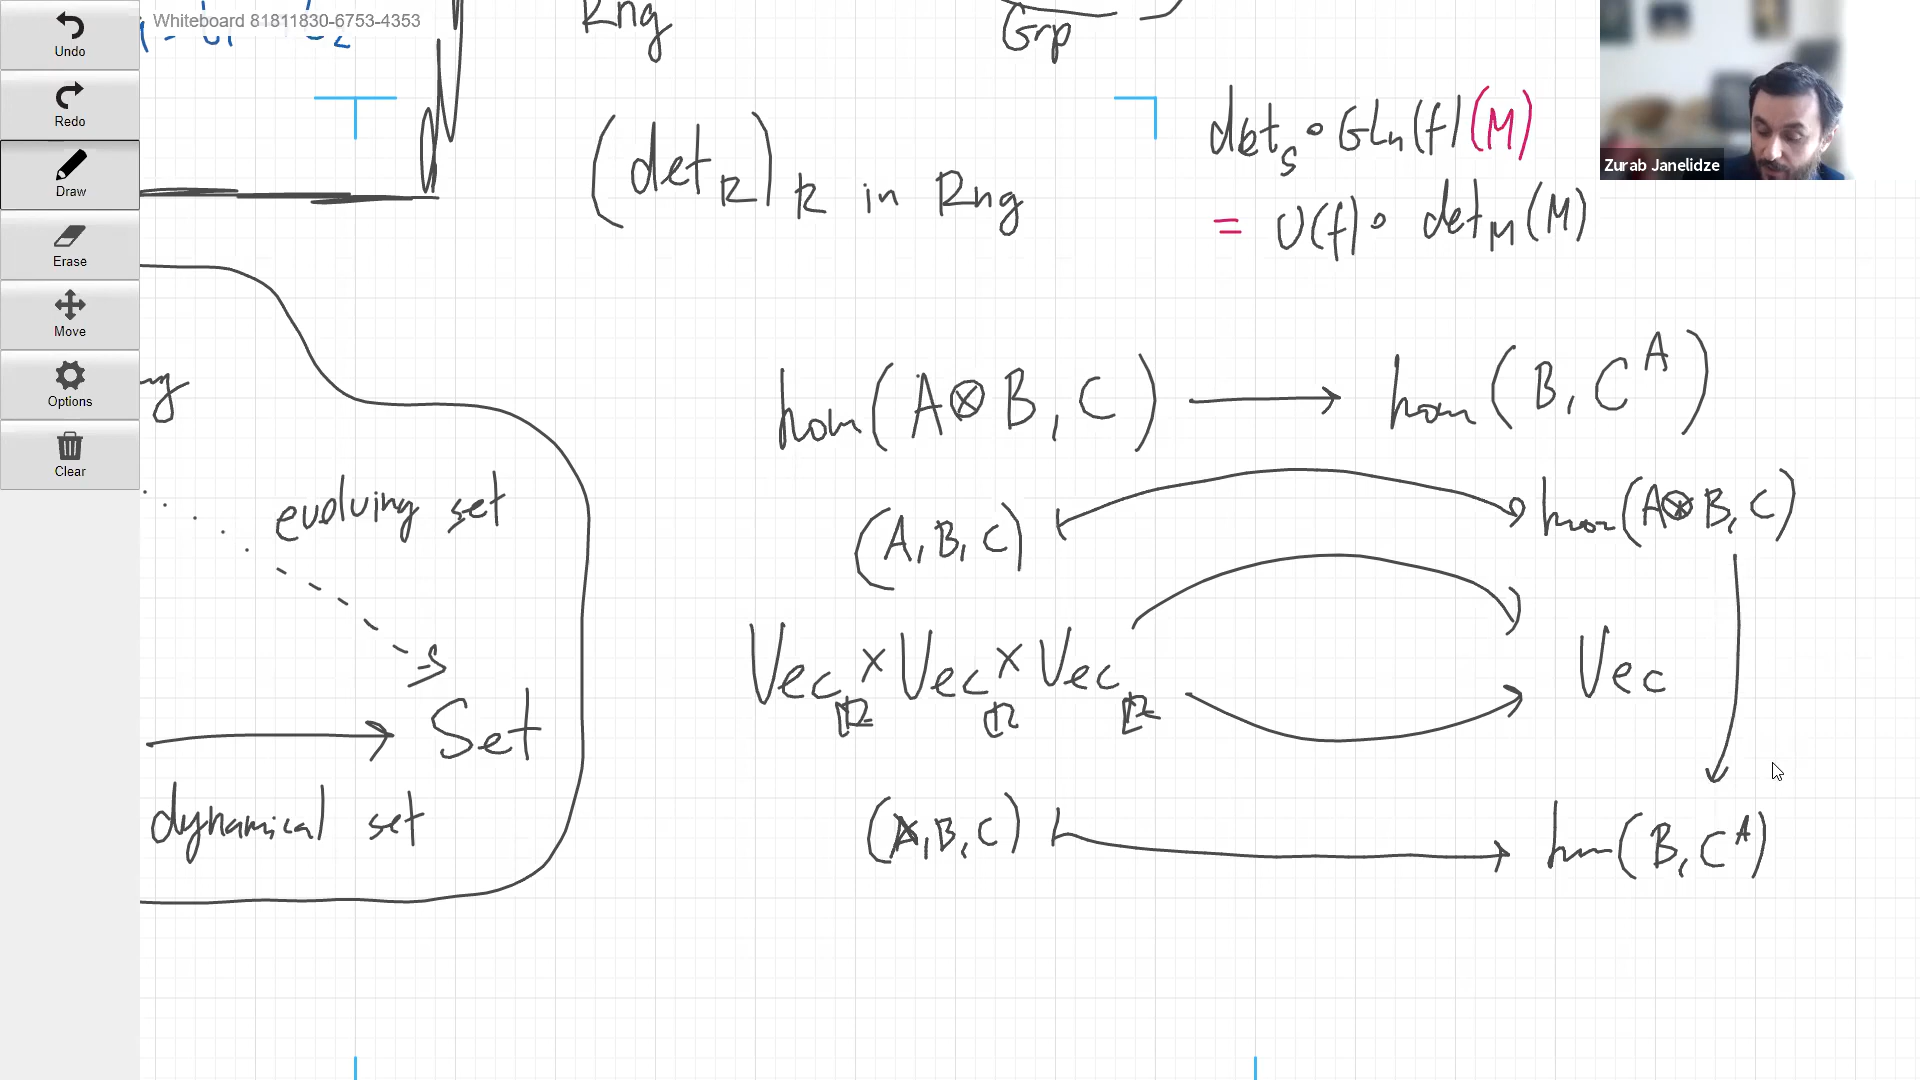 Whiteboard 81811830-6753-4353
Undo
Redo
Draw
Erase
Move
Options
Clear
Zurab Janelidze
Rng
Grp
(det_R)_R in Rng
det_S ∘ GLn(f)(M)
= U(f) ∘ det_M(M)
hom(A⊗B, C) → hom(B, C^A)
(A, B, C) ↦ hom(A⊗B, C)
Vec_ℝ × Vec_ℝ × Vec_ℝ Vec
(A, B, C) ↦ hom(B, C^A)
evolving set
Set
dynamical set